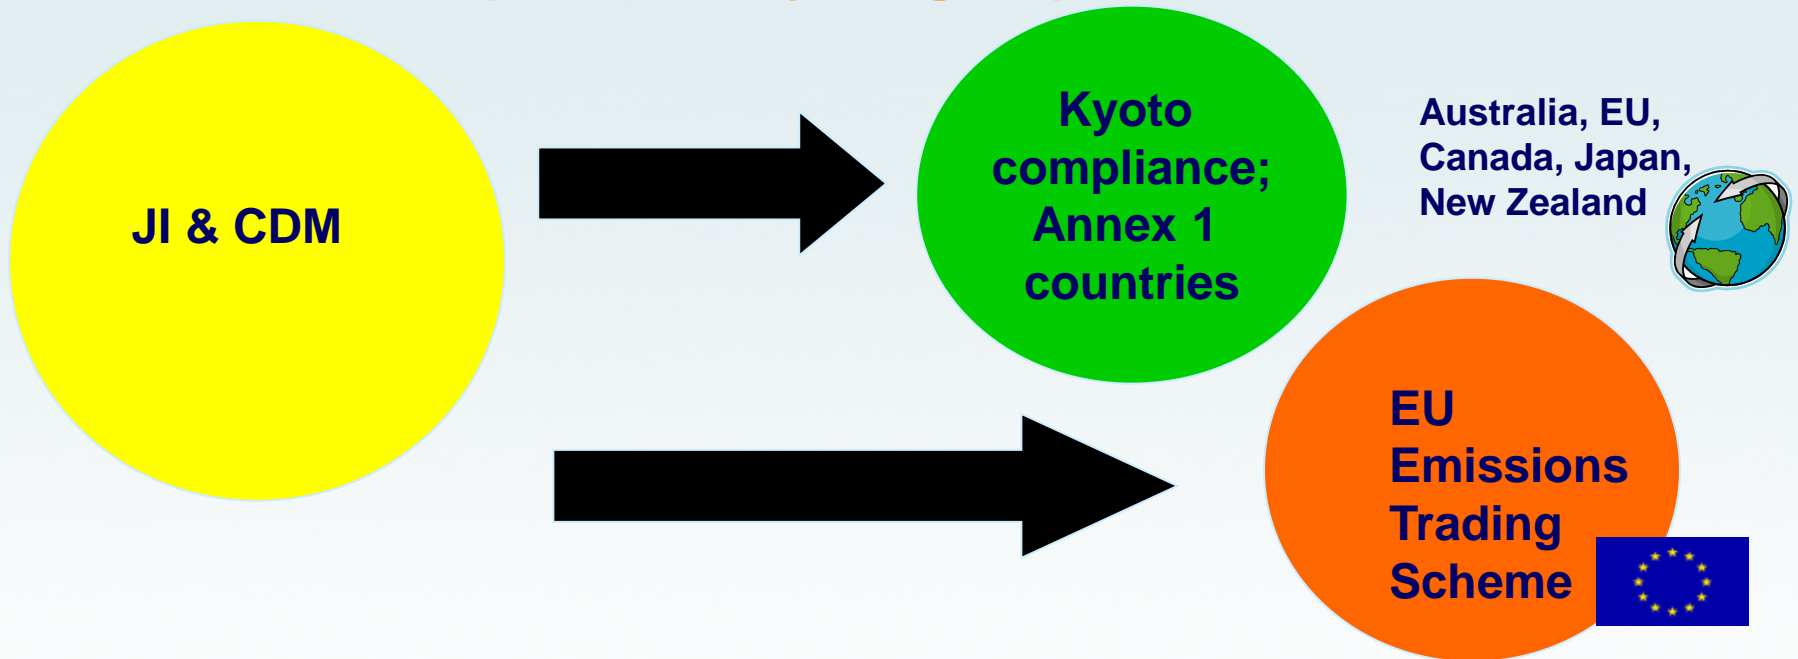 JI & CDM
Kyoto
compliance;
Annex 1
countries
Australia, EU,
Canada, Japan,
New Zealand
EU
Emissions
Trading
Scheme